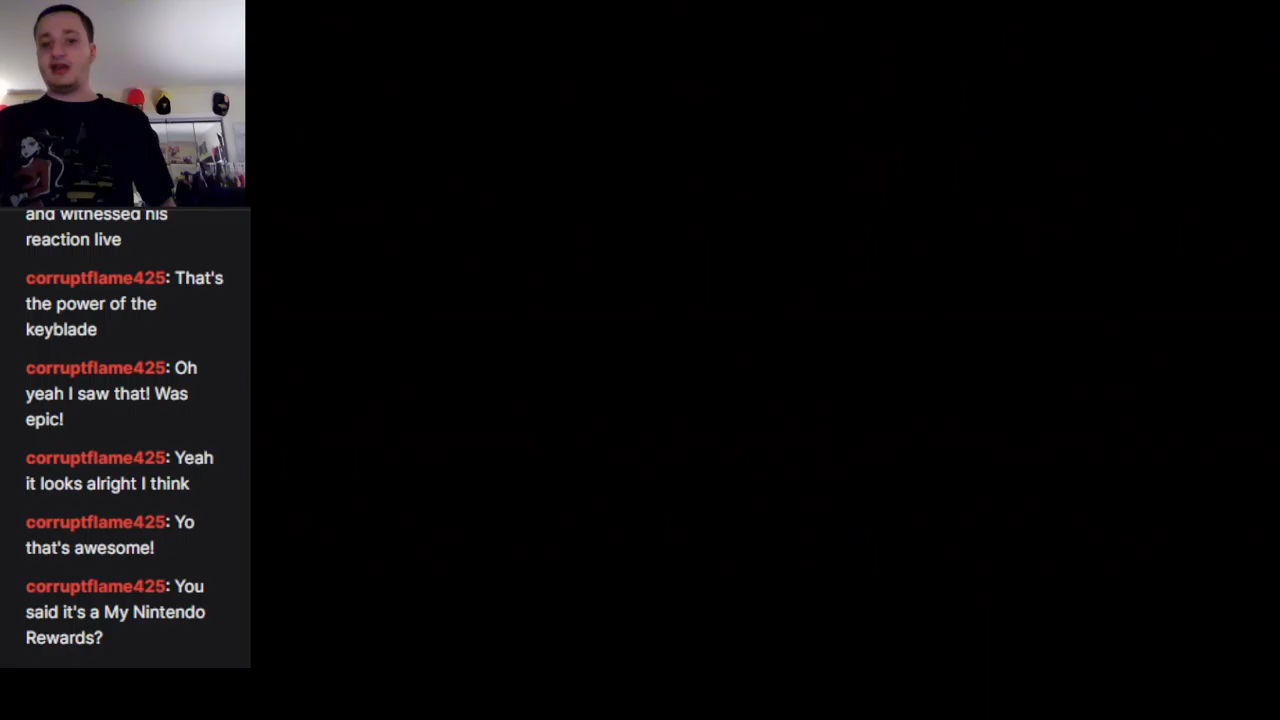 and witnessed his
reaction live
corruptflame425: That's
the power of the
keyblade
corruptflame425: Oh
yeah I saw that! Was
epic!
corruptflame425: Yeah
it looks alright I think
corruptflame425: Yo
that's awesome!
corruptflame425: You
said it's a My Nintendo
Rewards?